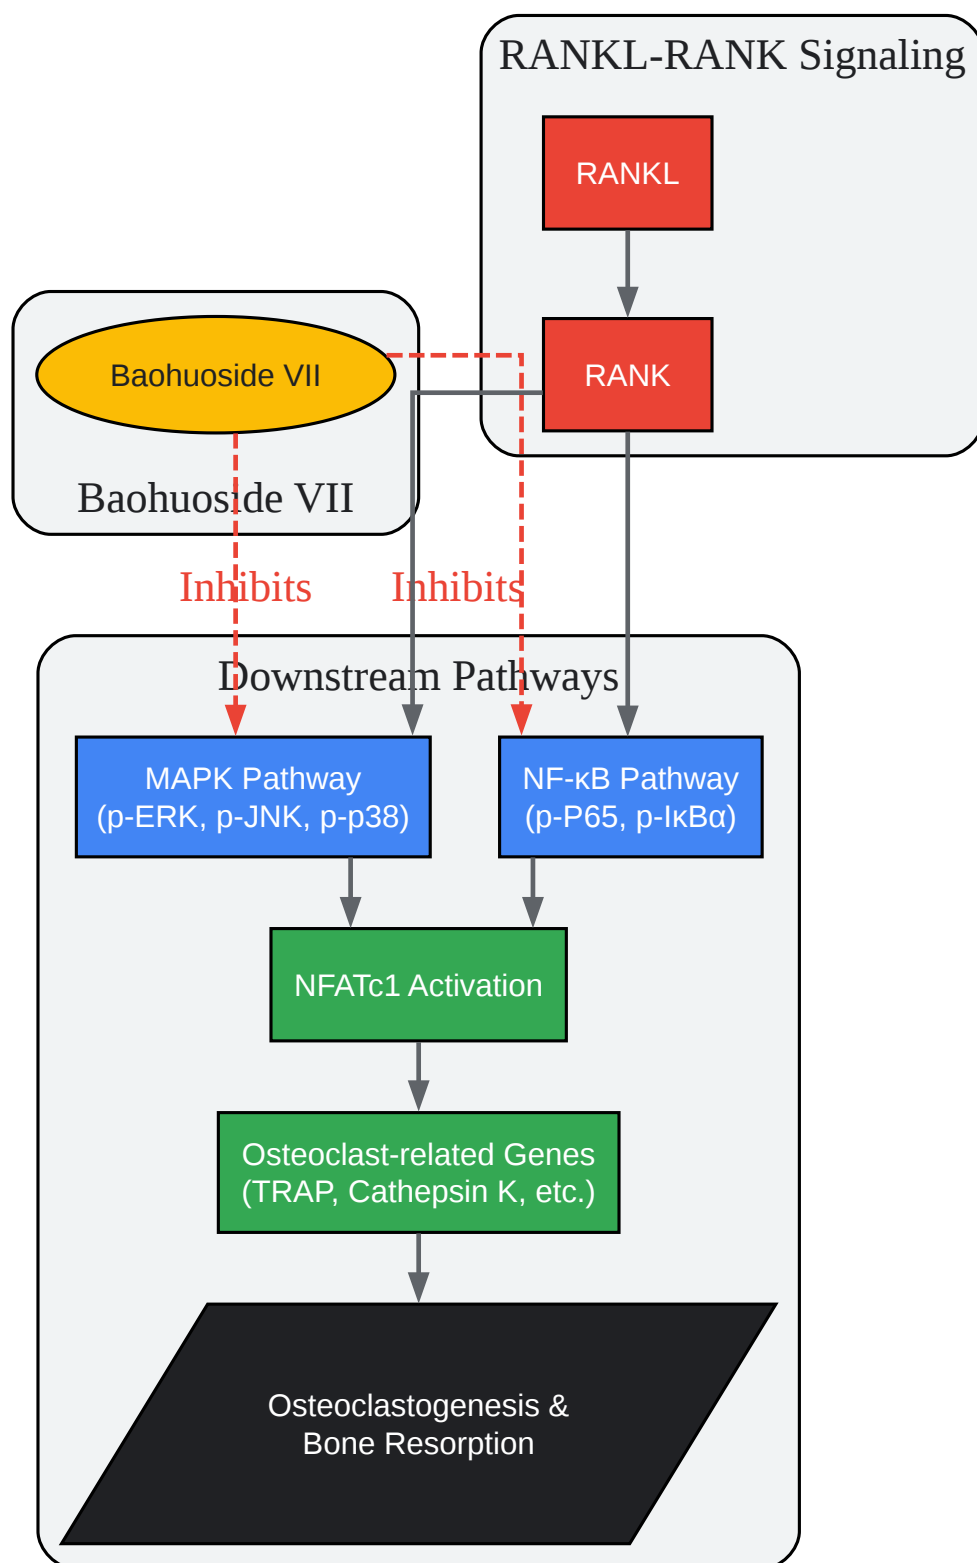 RANKL-RANK Signaling
RANKL
RANK
Baohuoside VII
Baohuoside VII
Inhibits
Inhibits
Downstream Pathways
MAPK Pathway
(p-ERK, p-JNK, p-p38)
NF-κB Pathway
(p-P65, p-IκBα)
NFATc1 Activation
Osteoclast-related Genes
(TRAP, Cathepsin K, etc.)
Osteoclastogenesis &
Bone Resorption